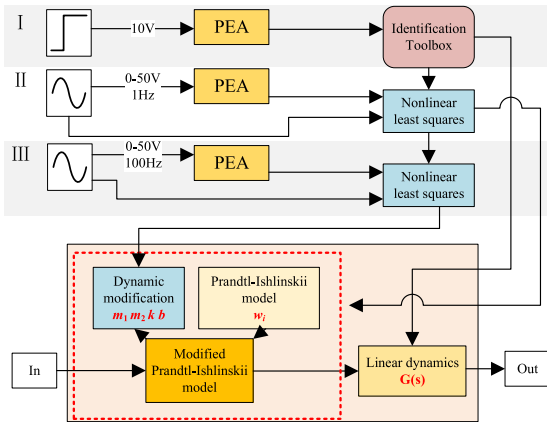 I
10V
PEA
Identification
Toolbox
II
0-50V
1Hz
PEA
Nonlinear
least squares
III
0-50V
100Hz
PEA
Nonlinear
least squares
Dynamic
modification
m₁ m₂ k b
Prandtl-Ishlinskii
model
wᵢ
In
Modified
Prandtl-Ishlinskii
model
Linear dynamics
G(s)
Out